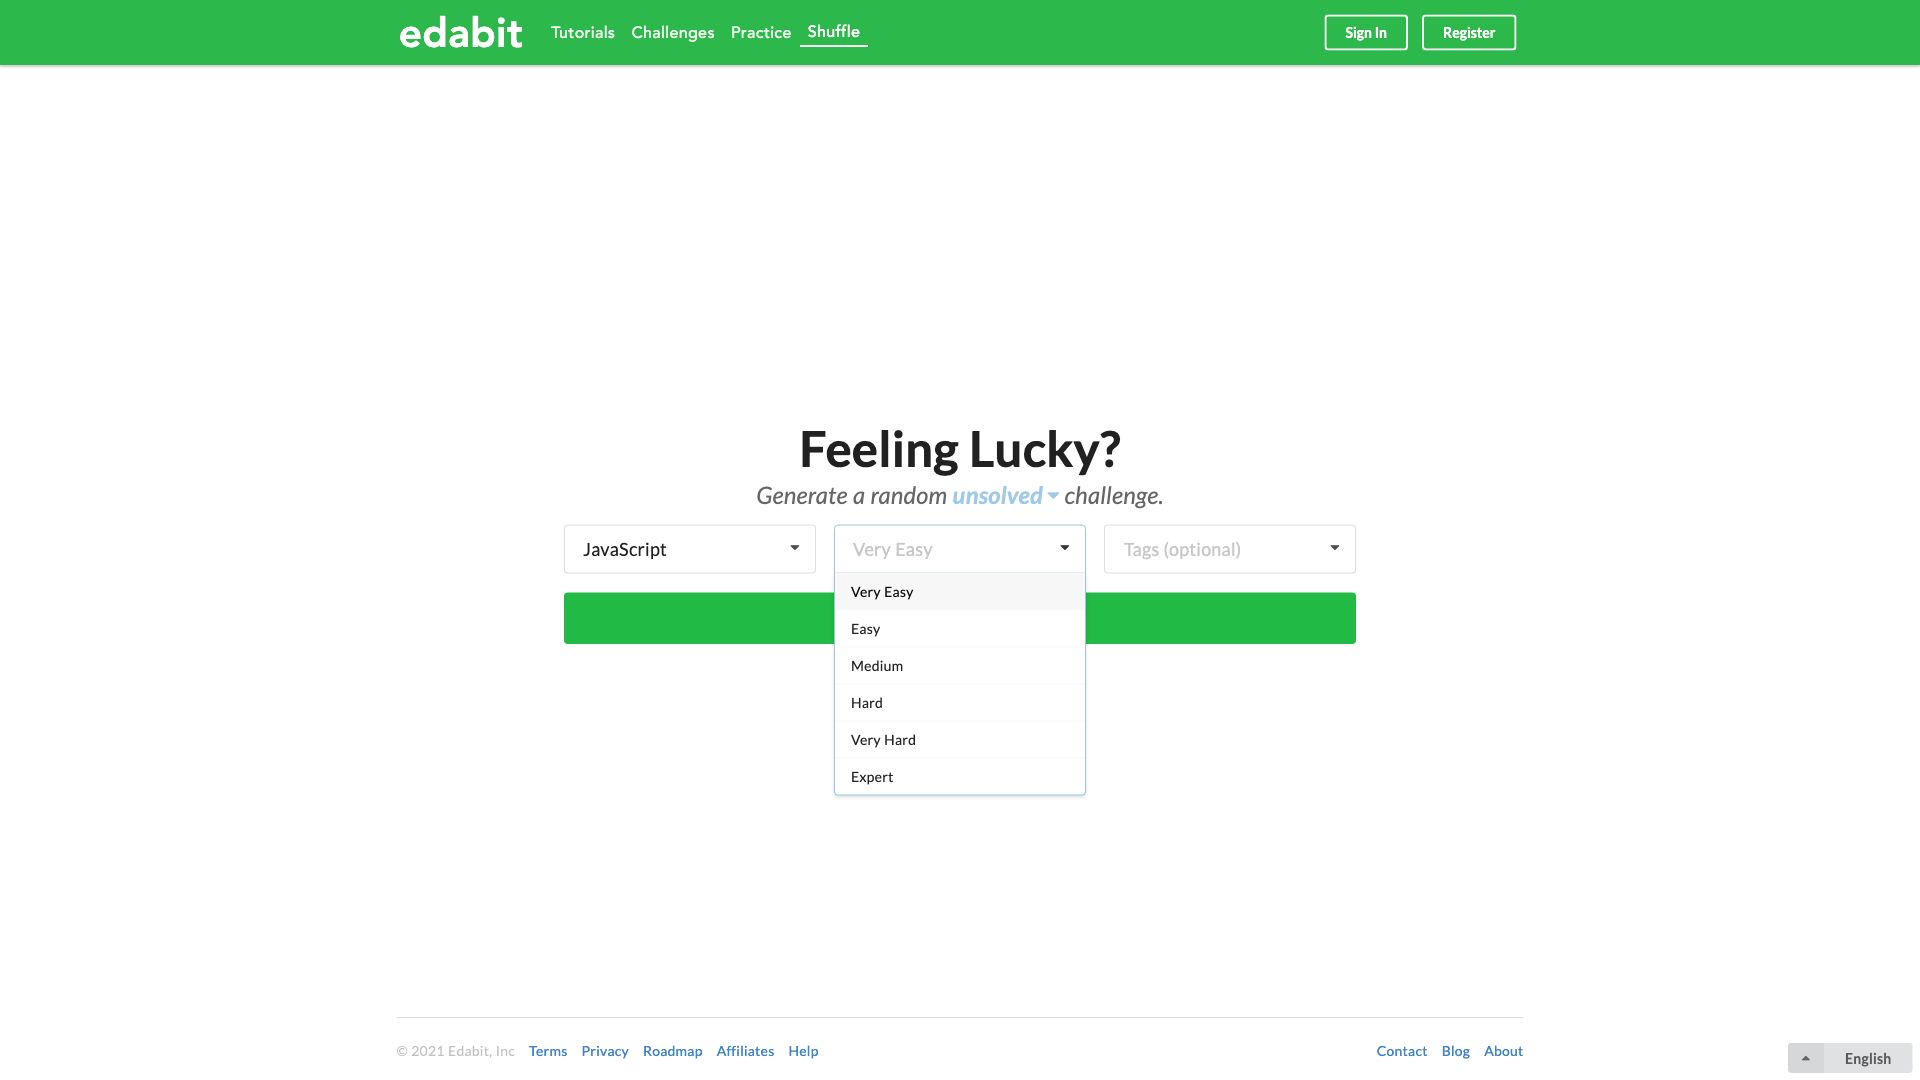 edabit Tutorials Challenges Practice Shuffle Sign In Register
Feeling Lucky?
Generate a random unsolved challenge.
JavaScript Very Easy Tags (optional)
Very Easy
Easy
Medium
Hard
Very Hard
Expert
© 2021 Edabit, Inc Terms Privacy Roadmap Affiliates Help Contact Blog About
English